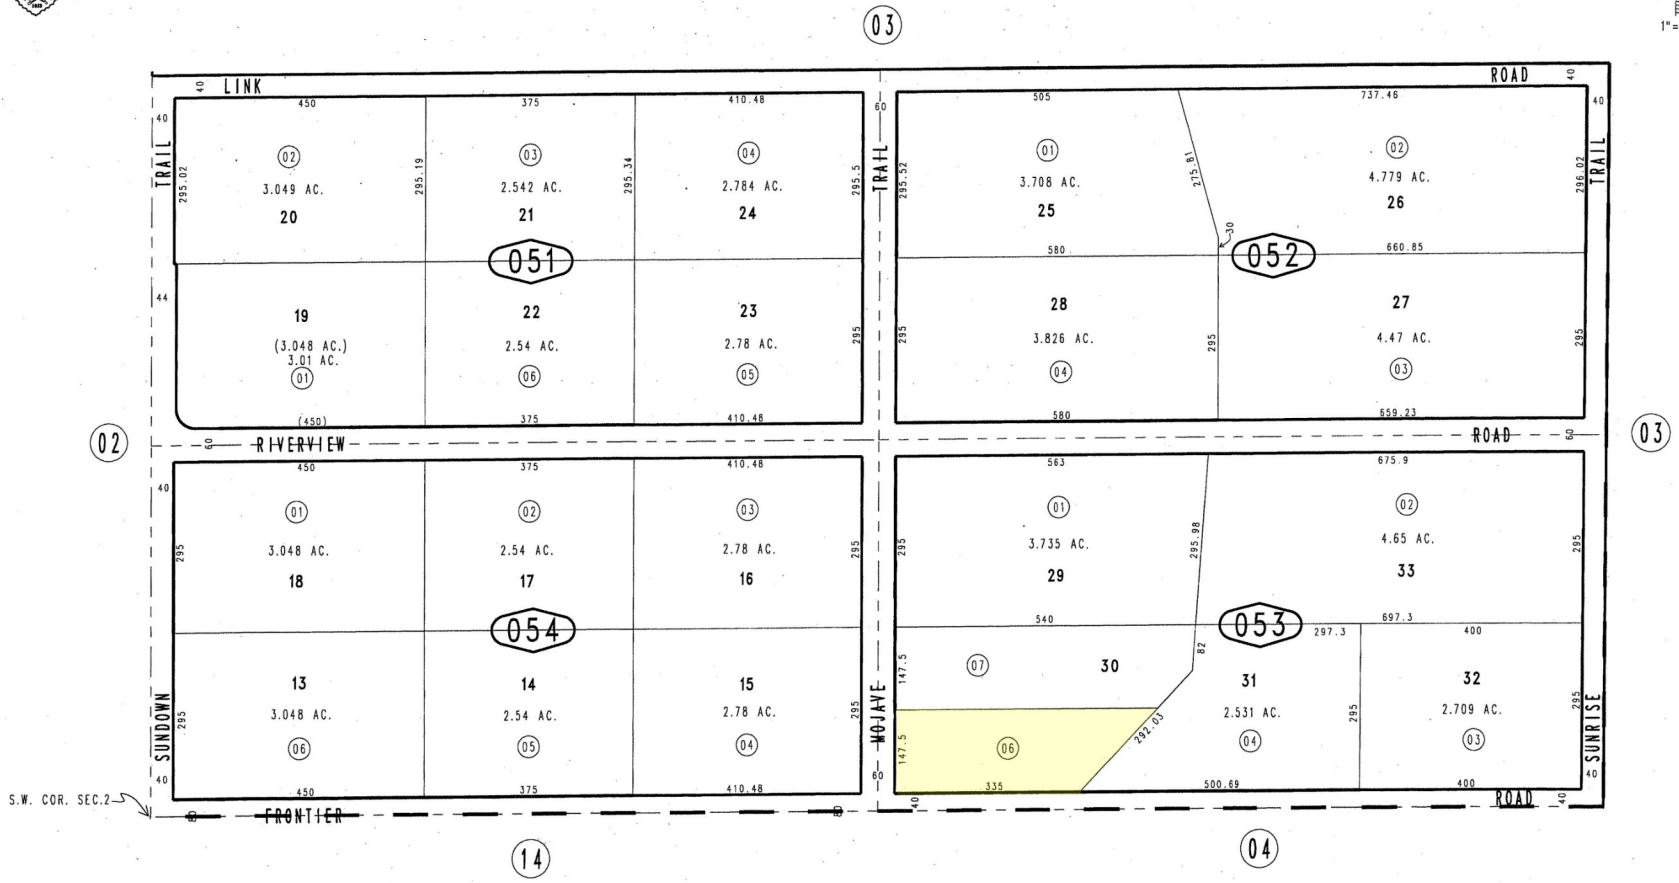 03
1"=
LINK ROAD
40 40
450 375 410.48 505 737.46
40 60 40
TRAIL TRAIL TRAIL
02 03 04 01 02
295.02 295.19 295.34 295.5 295.52 275.81 296.02
3.049 AC. 2.542 AC. 2.784 AC. 3.708 AC. 4.779 AC.
20 21 24 25 26
30
051 052
580 660.85
44
19 22 23 28 27
(3.048 AC.)
3.01 AC. 2.54 AC. 2.78 AC. 3.826 AC. 4.47 AC.
295 295 295 295
01 06 05 04 03
(450) 375 410.48 580 659.23
02 60 RIVERVIEW ROAD 60 03
450 375 410.48 563 675.9
40
01 02 03 01 02
295 295 295 295.98 295
3.048 AC. 2.54 AC. 2.78 AC. 3.735 AC. 4.65 AC.
18 17 16 29 33
054 053
540 297.3 697.3 400
82
147.5 07 30
13 14 15 31 32
3.048 AC. 2.54 AC. 2.78 AC. 2.531 AC. 2.709 AC.
295 295 295 295
SUNDOWN MOJAVE SUNRISE
147.5 292.03
06 05 04 06 04 03
40 60 40
450 375 410.48 335 500.69 400
S.W. COR. SEC.2
80 FRONTIER 80 40 ROAD 40
14 04